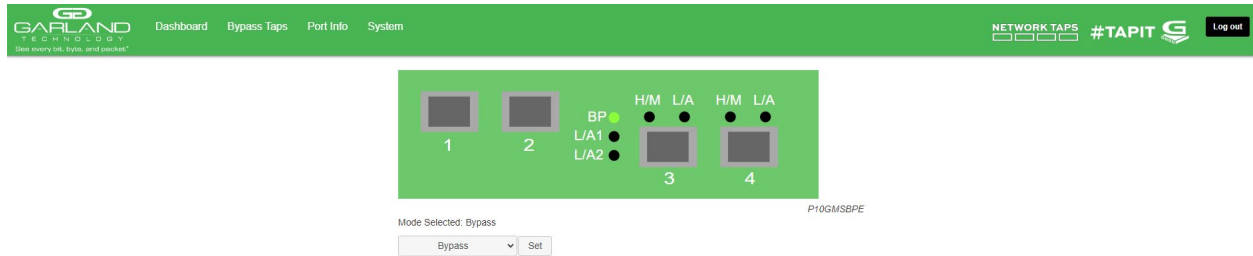 GARLAND
TECHNOLOGY
See every bit, byte, and packet®
Dashboard Bypass Taps Port Info System
NETWORK TAPS
#TAPIT
Log out
H/M L/A H/M L/A
BP
L/A1
L/A2
1 2
3 4
P10GMSBPE
Mode Selected: Bypass
Bypass Set